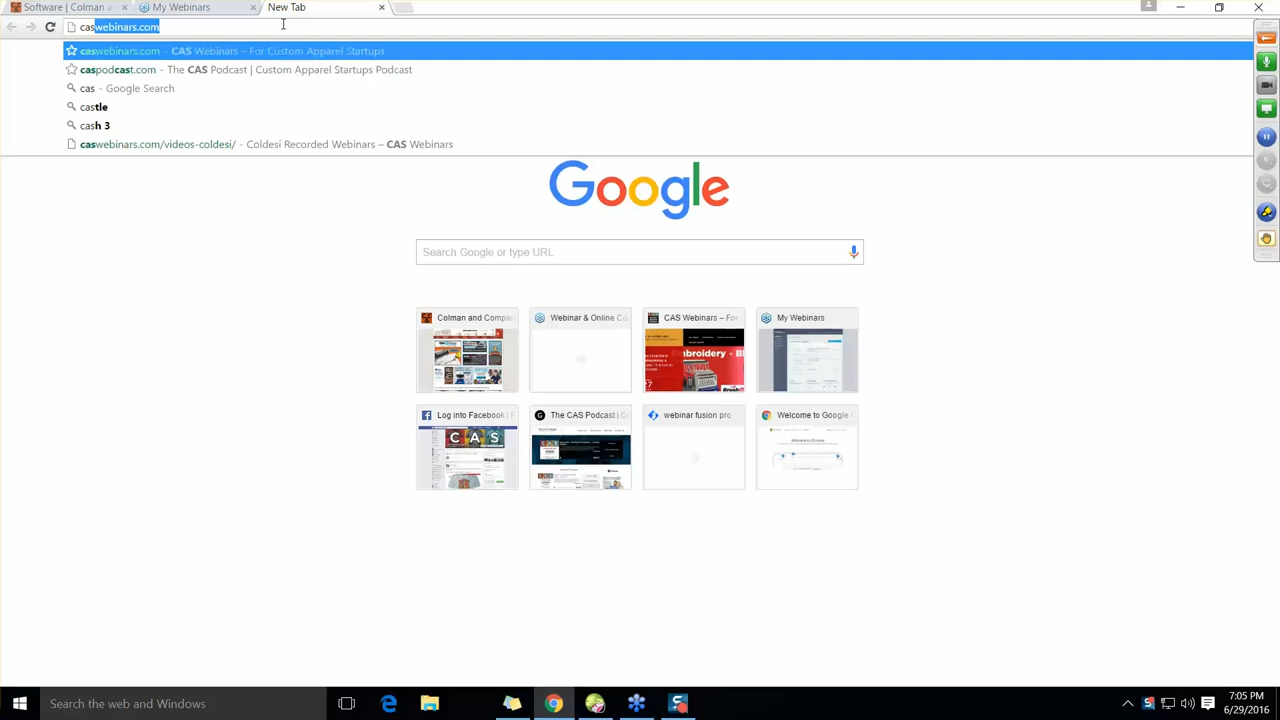 Software | Colman a
My Webinars
New Tab
caswebinars.com
caswebinars.com - CAS Webinars – For Custom Apparel Startups
caspodcast.com - The CAS Podcast | Custom Apparel Startups Podcast
cas - Google Search
castle
cash 3
caswebinars.com/videos-coldesi/ - Coldesi Recorded Webinars – CAS Webinars
Google
Search Google or type URL
Colman and Compa
Webinar & Online Co
CAS Webinars – For
My Webinars
Embroidery + B
CAS
Log into Facebook | F
The CAS Podcast | C
webinar fusion pro
Welcome to Google C
Search the web and Windows
7:05 PM
6/29/2016